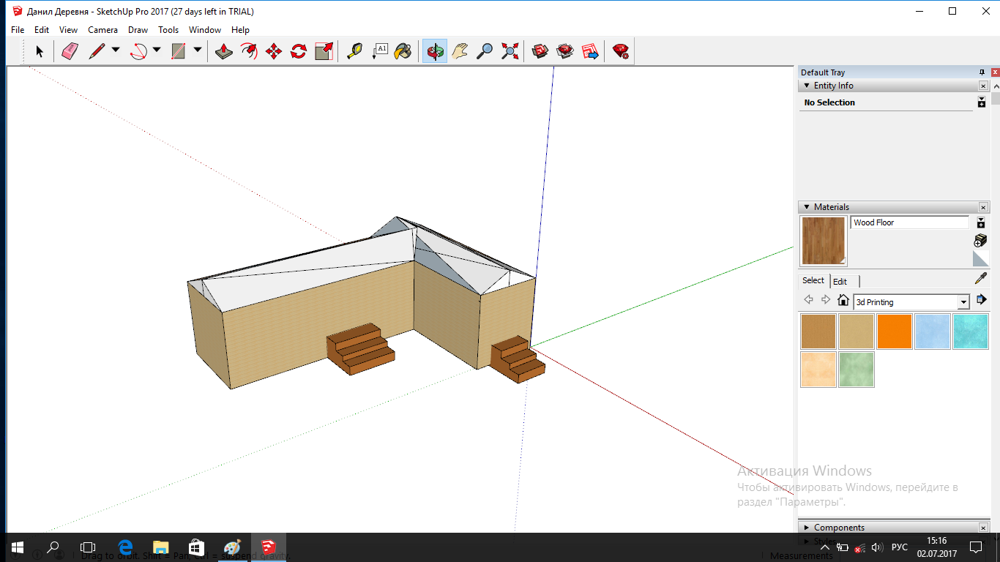 Данил Деревня - SketchUp Pro 2017 (27 days left in TRIAL)
File Edit View Camera Draw Tools Window Help
A1
Default Tray
Entity Info
No Selection
Materials
Wood Floor
Select Edit
3d Printing
Активация Windows
Чтобы активировать Windows, перейдите в
раздел "Параметры".
Components
Styles
Drag to orbit. Shift = Pan, Ctrl = suspend gravity.
Measurements
РУС
15:16
02.07.2017